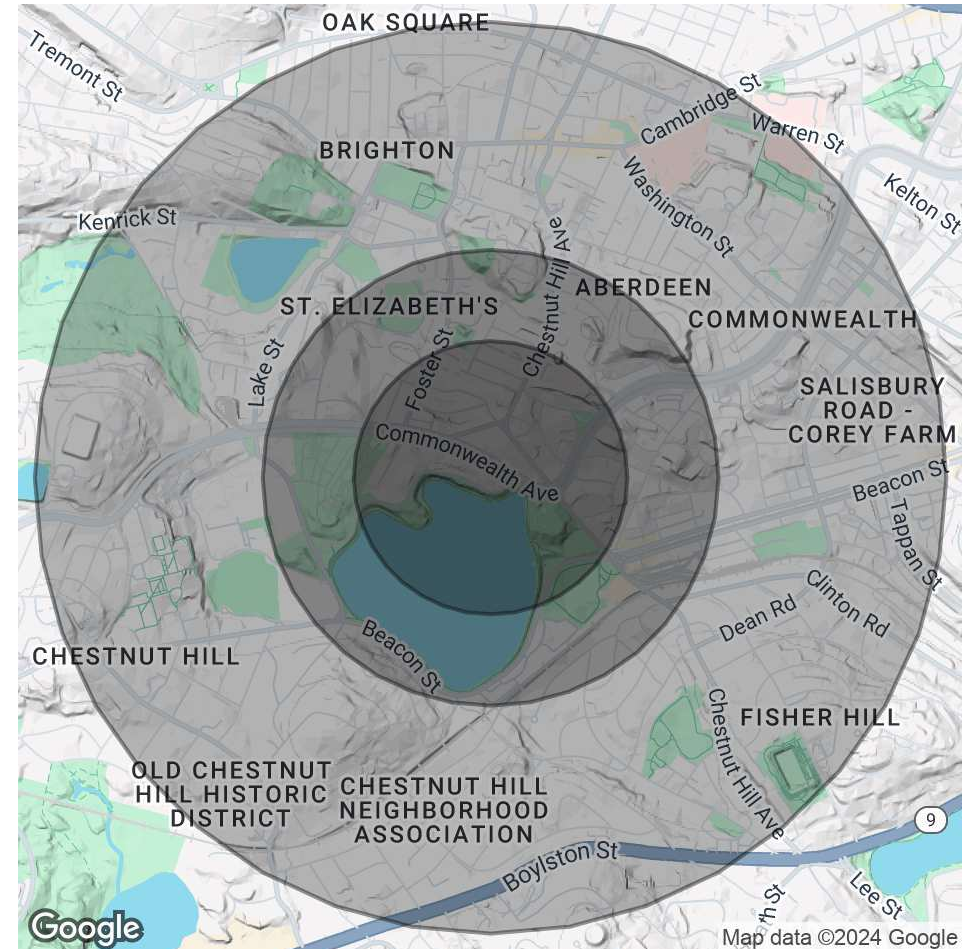 OAK SQUARE
Tremont St
Cambridge St
Warren St
BRIGHTON
Washington St
Kelton St
Kenrick St
Chestnut Hill Ave
ABERDEEN
ST. ELIZABETH'S
COMMONWEALTH
Foster St
Lake St
SALISBURY
ROAD -
COREY FARM
Commonwealth Ave
Beacon St
Tappan St
Clinton Rd
Dean Rd
Beacon St
CHESTNUT HILL
FISHER HILL
Chestnut Hill Ave
OLD CHESTNUT
HILL HISTORIC
DISTRICT
CHESTNUT HILL
NEIGHBORHOOD
ASSOCIATION
9
Boylston St
Lee St
th St
Google
Map data ©2024 Google